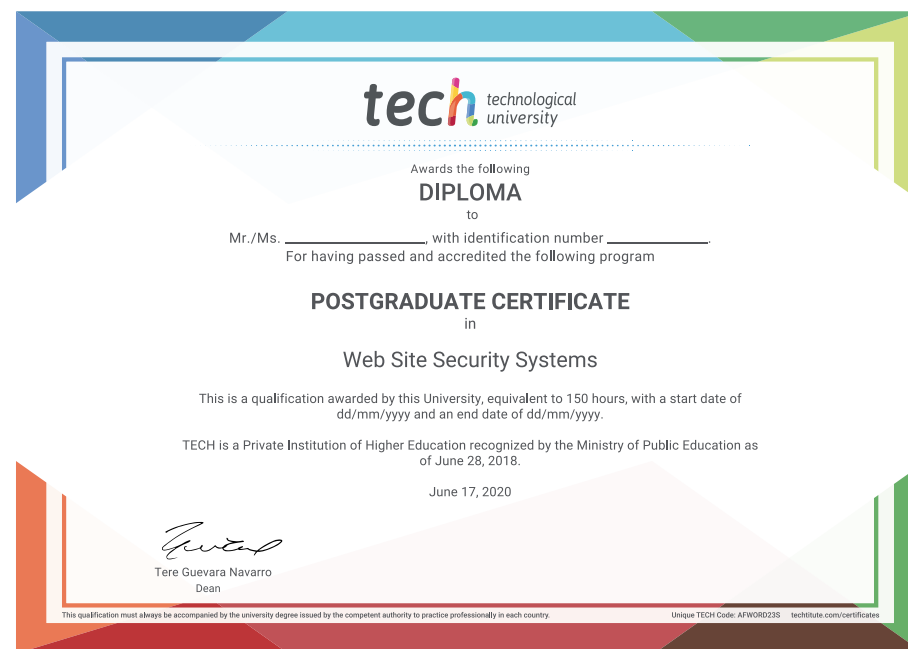 tech technological
university
Awards the following
DIPLOMA
to
Mr./Ms. ____________________, with identification number ______________.
For having passed and accredited the following program
POSTGRADUATE CERTIFICATE
in
Web Site Security Systems
This is a qualification awarded by this University, equivalent to 150 hours, with a start date of
dd/mm/yyyy and an end date of dd/mm/yyyy.
TECH is a Private Institution of Higher Education recognized by the Ministry of Public Education as
of June 28, 2018.
June 17, 2020
Tere Guevara Navarro
Dean
This qualification must always be accompanied by the university degree issued by the competent authority to practice professionally in each country. Unique TECH Code: AFWORD23S techtitute.com/certificates